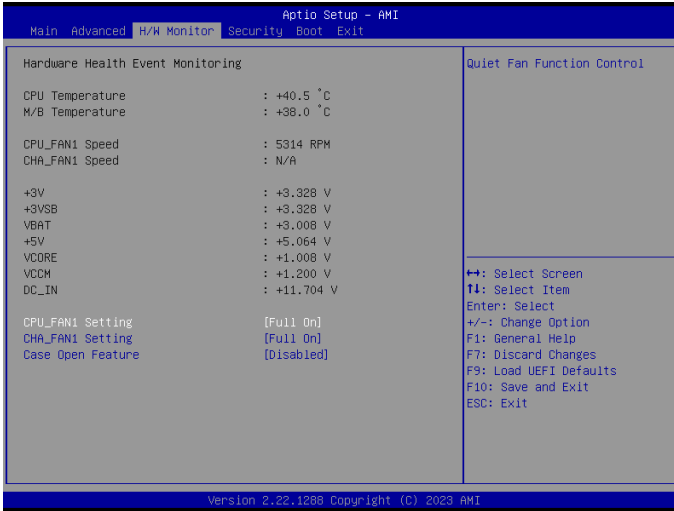 Aptio Setup – AMI
Main Advanced H/W Monitor Security Boot Exit
Hardware Health Event Monitoring
CPU Temperature : +40.5 °C
M/B Temperature : +38.0 °C
CPU_FAN1 Speed : 5314 RPM
CHA_FAN1 Speed : N/A
+3V : +3.328 V
+3VSB : +3.328 V
VBAT : +3.008 V
+5V : +5.064 V
VCORE : +1.008 V
VCCM : +1.200 V
DC_IN : +11.704 V
CPU_FAN1 Setting [Full On]
CHA_FAN1 Setting [Full On]
Case Open Feature [Disabled]
Quiet Fan Function Control
↔: Select Screen
↑↓: Select Item
Enter: Select
+/-: Change Option
F1: General Help
F7: Discard Changes
F9: Load UEFI Defaults
F10: Save and Exit
ESC: Exit
Version 2.22.1288 Copyright (C) 2023 AMI